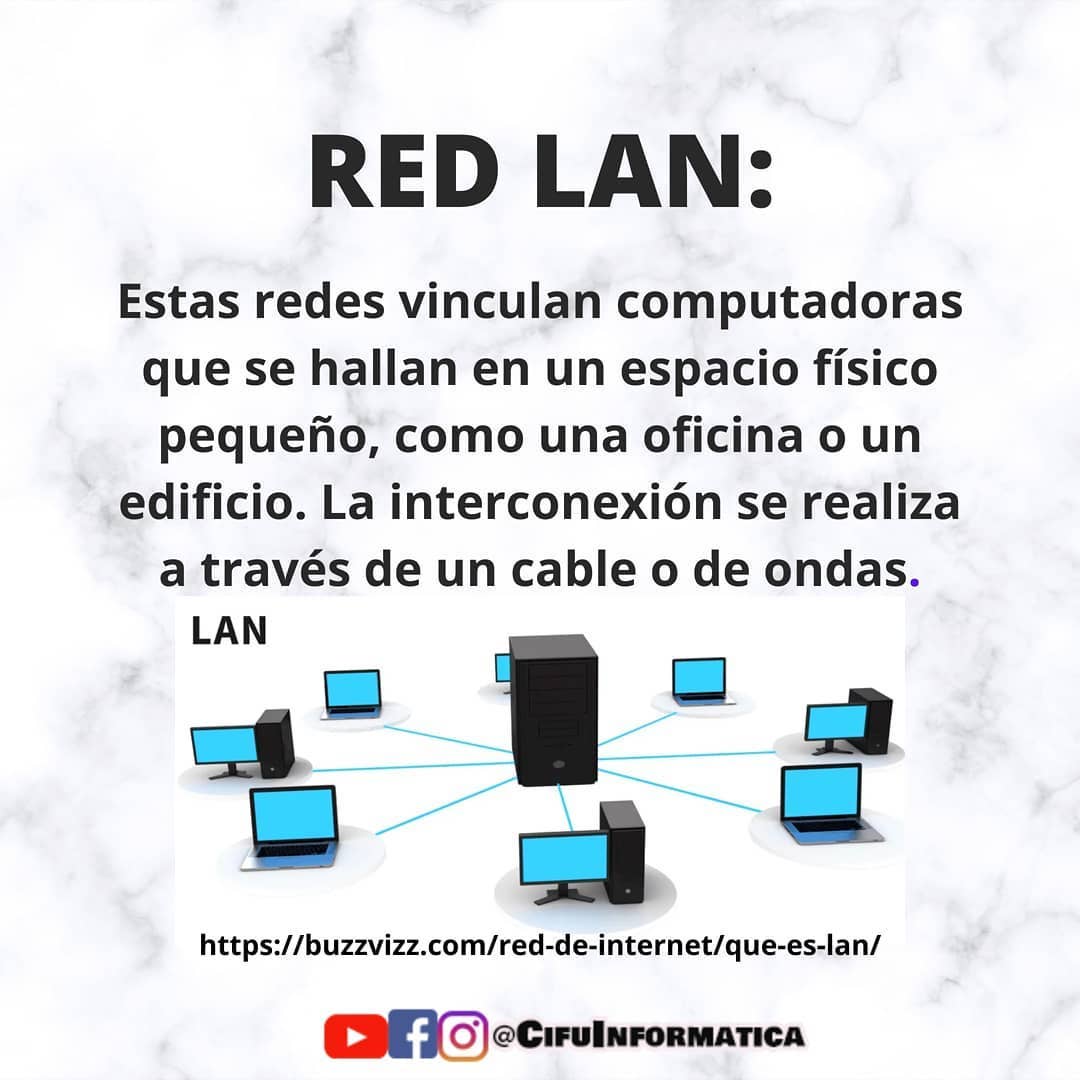 RED LAN:
Estas redes vinculan computadoras
que se hallan en un espacio físico
pequeño, como una oficina o un
edificio. La interconexión se realiza
a través de un cable o de ondas.
LAN
https://buzzvizz.com/red-de-internet/que-es-lan/
@CIFUINFORMATICA